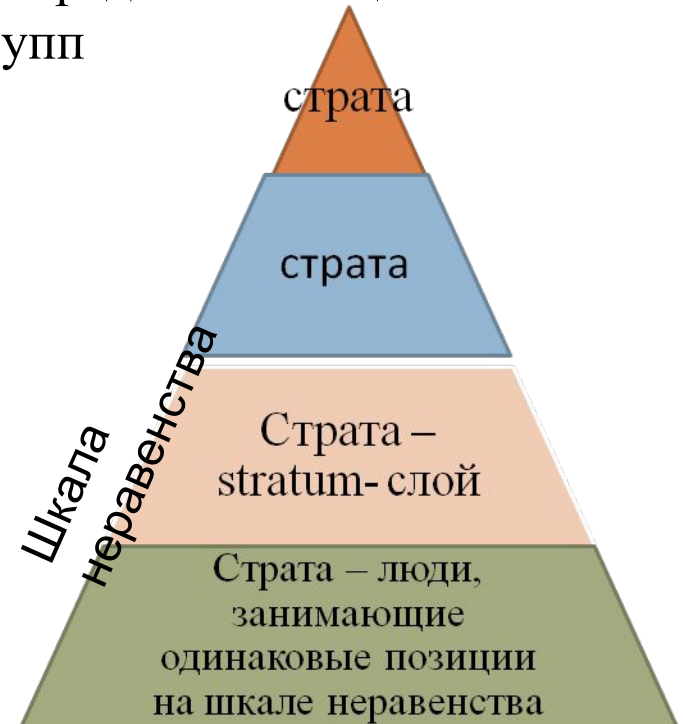 упп
страта
страта
Шкала
неравенства
Страта –
stratum- слой
Страта – люди,
занимающие
одинаковые позиции
на шкале неравенства